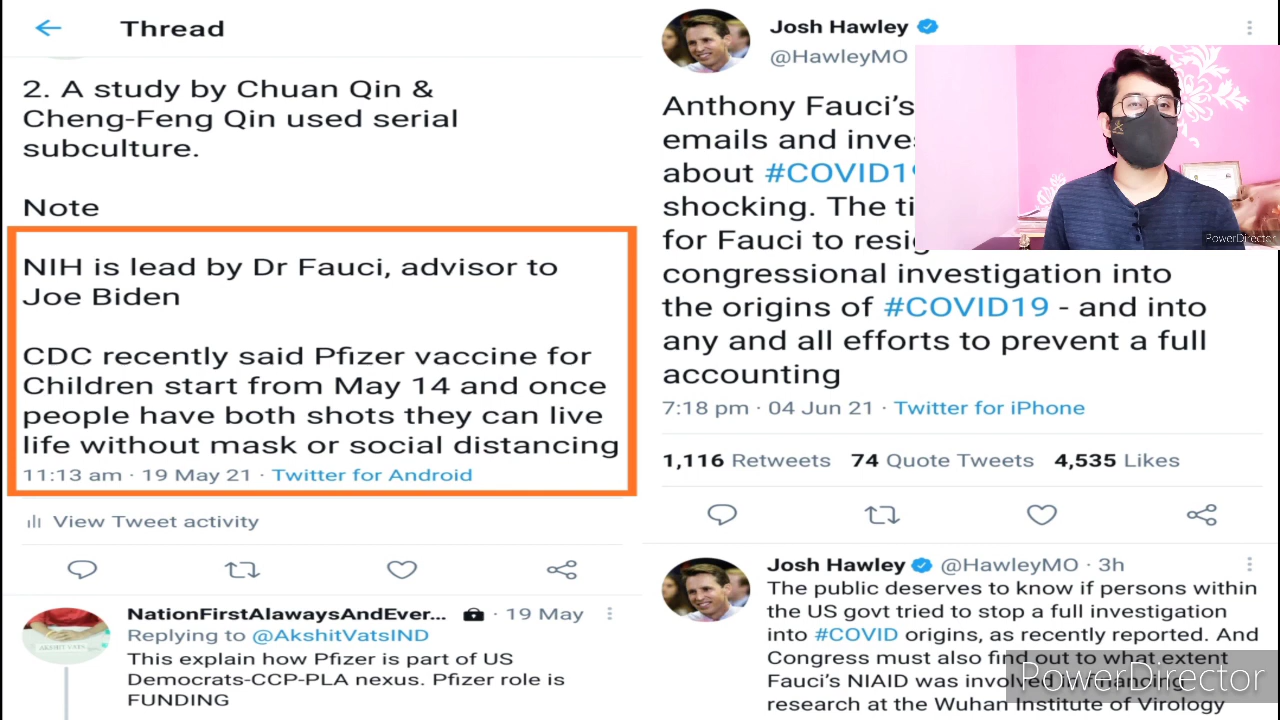 Thread
2. A study by Chuan Qin &
Cheng-Feng Qin used serial
subculture.
Note
NIH is lead by Dr Fauci, advisor to
Joe Biden
CDC recently said Pfizer vaccine for
Children start from May 14 and once
people have both shots they can live
life without mask or social distancing
11:13 am · 19 May 21 · Twitter for Android
View Tweet activity
NationFirstAlawaysAndEver... · 19 May
Replying to @AkshitVatsIND
This explain how Pfizer is part of US
Democrats-CCP-PLA nexus. Pfizer role is
FUNDING
AKSHIT VATS
Josh Hawley
@HawleyMO
Anthony Fauci's
emails and
about #COVID
shocking. The
for Fauci to
congressional investigation into
the origins of #COVID19 - and into
any and all efforts to prevent a full
accounting
7:18 pm · 04 Jun 21 · Twitter for iPhone
1,116 Retweets 74 Quote Tweets 4,535 Likes
Josh Hawley @HawleyMO · 3h
The public deserves to know if persons within
the US govt tried to stop a full investigation
into #COVID origins, as recently reported. And
Congress must also find out to what extent
Fauci's NIAID was involved in financing
research at the Wuhan Institute of Virology
PowerDirector
PowerDirector